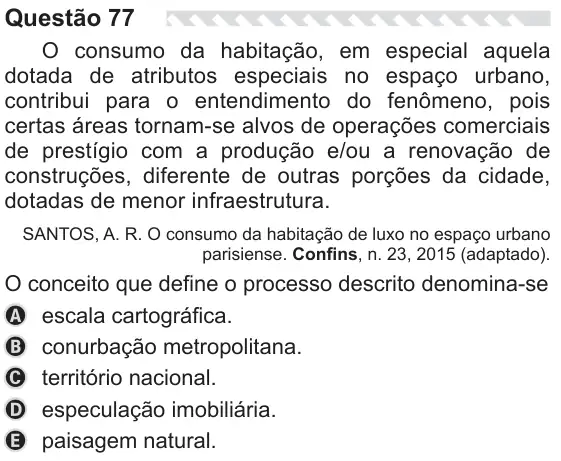 Questão 77
O consumo da habitação, em especial aquela
dotada de atributos especiais no espaço urbano,
contribui para o entendimento do fenômeno, pois
certas áreas tornam-se alvos de operações comerciais
de prestígio com a produção e/ou a renovação de
construções, diferente de outras porções da cidade,
dotadas de menor infraestrutura.
SANTOS, A. R. O consumo da habitação de luxo no espaço urbano
parisiense. Confins, n. 23, 2015 (adaptado).
O conceito que define o processo descrito denomina-se
A escala cartográfica.
B conurbação metropolitana.
C território nacional.
D especulação imobiliária.
E paisagem natural.